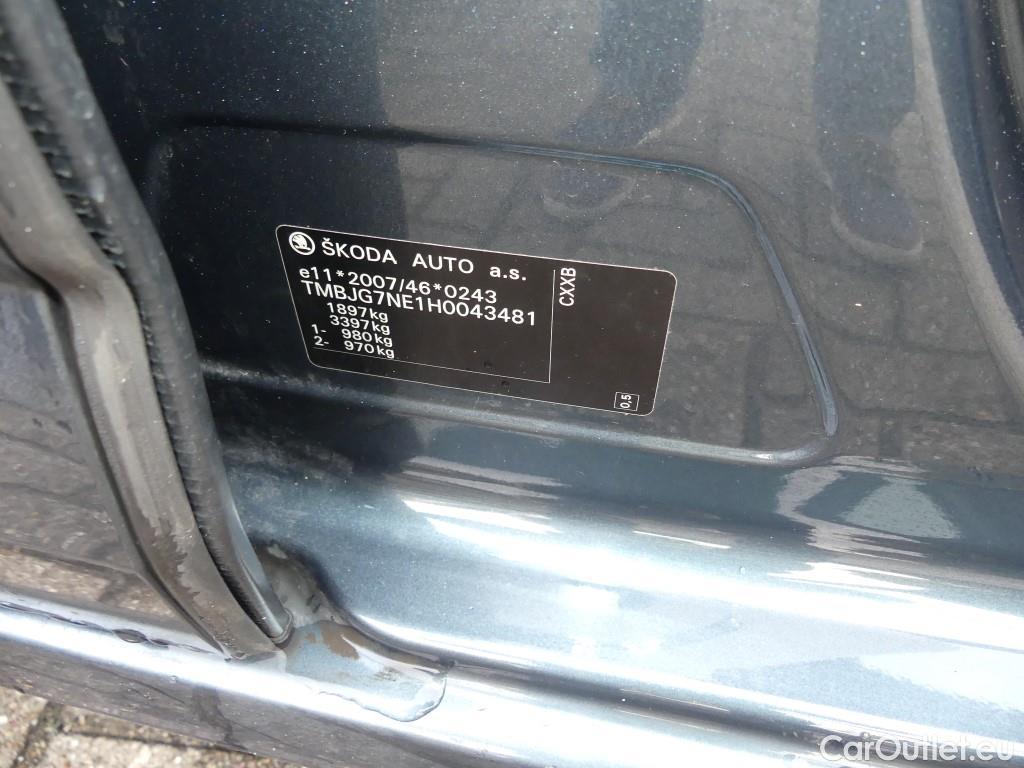 ŠKODA AUTO a.s.
e11*2007/46*0243
TMBJG7NE1H0043481
1897kg
3397kg
1- 980kg
2- 970kg
CXXB
0.5
CarOutlet.eu